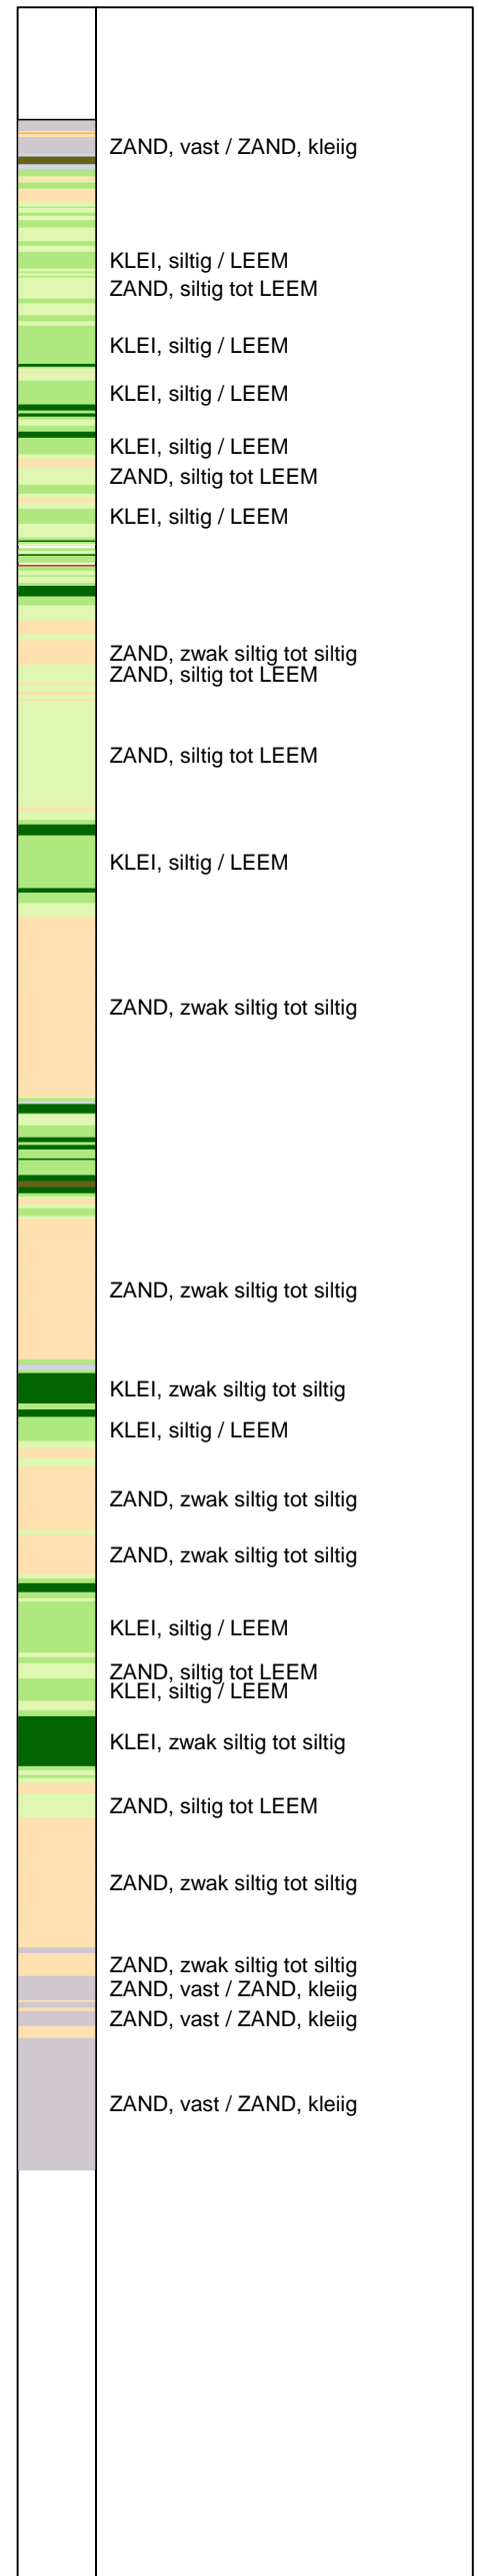 ZAND, vast / ZAND, kleiig
KLEI, siltig / LEEM
ZAND, siltig tot LEEM
KLEI, siltig / LEEM
KLEI, siltig / LEEM
KLEI, siltig / LEEM
ZAND, siltig tot LEEM
KLEI, siltig / LEEM
ZAND, zwak siltig tot siltig
ZAND, siltig tot LEEM
ZAND, siltig tot LEEM
KLEI, siltig / LEEM
ZAND, zwak siltig tot siltig
ZAND, zwak siltig tot siltig
KLEI, zwak siltig tot siltig
KLEI, siltig / LEEM
ZAND, zwak siltig tot siltig
ZAND, zwak siltig tot siltig
KLEI, siltig / LEEM
ZAND, siltig tot LEEM
KLEI, siltig / LEEM
KLEI, zwak siltig tot siltig
ZAND, siltig tot LEEM
ZAND, zwak siltig tot siltig
ZAND, zwak siltig tot siltig
ZAND, vast / ZAND, kleiig
ZAND, vast / ZAND, kleiig
ZAND, vast / ZAND, kleiig